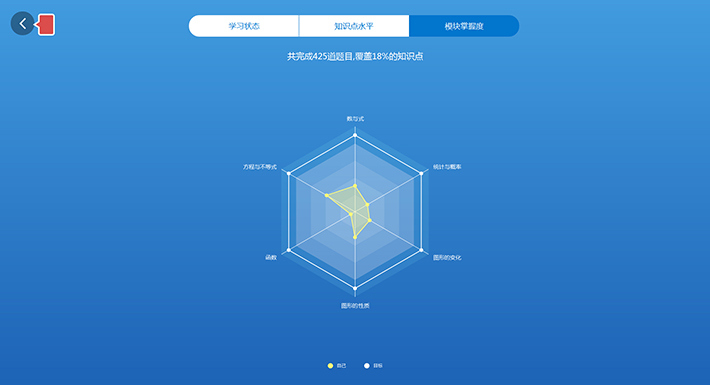 学习状态
知识点水平
模块掌握度
共完成425道题目,覆盖18%的知识点
数与式
方程与不等式
统计与概率
函数
图形的变化
图形的性质
自己
目标